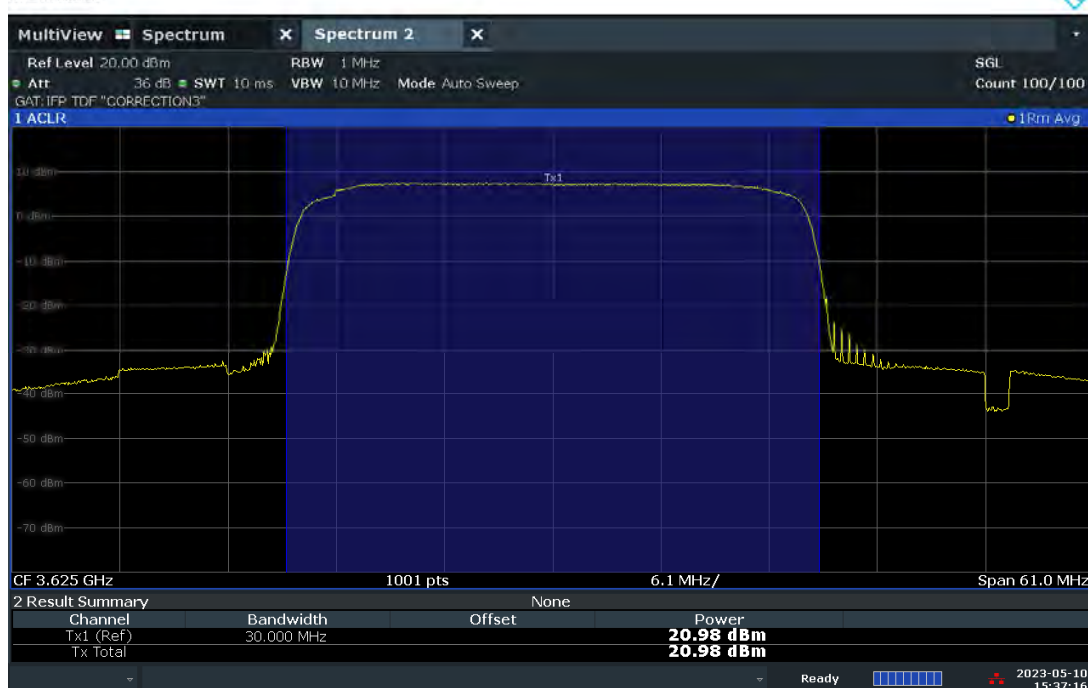 MultiView Spectrum X Spectrum 2 X
Ref Level 20.00 dBm RBW 1 MHz SGL
Att 36 dB SWT 10 ms VBW 10 MHz Mode Auto Sweep Count 100/100
GAT:IFP TDF "CORRECTION3"
1 ACLR 1Rm Avg
10 dBm
Tx1
0 dBm
-10 dBm
-20 dBm
-30 dBm
-40 dBm
-50 dBm
-60 dBm
-70 dBm
CF 3.625 GHz 1001 pts 6.1 MHz/ Span 61.0 MHz
2 Result Summary None
Channel Bandwidth Offset Power
Tx1 (Ref) 30.000 MHz 20.98 dBm
Tx Total 20.98 dBm
Ready 2023-05-10
15:37:16